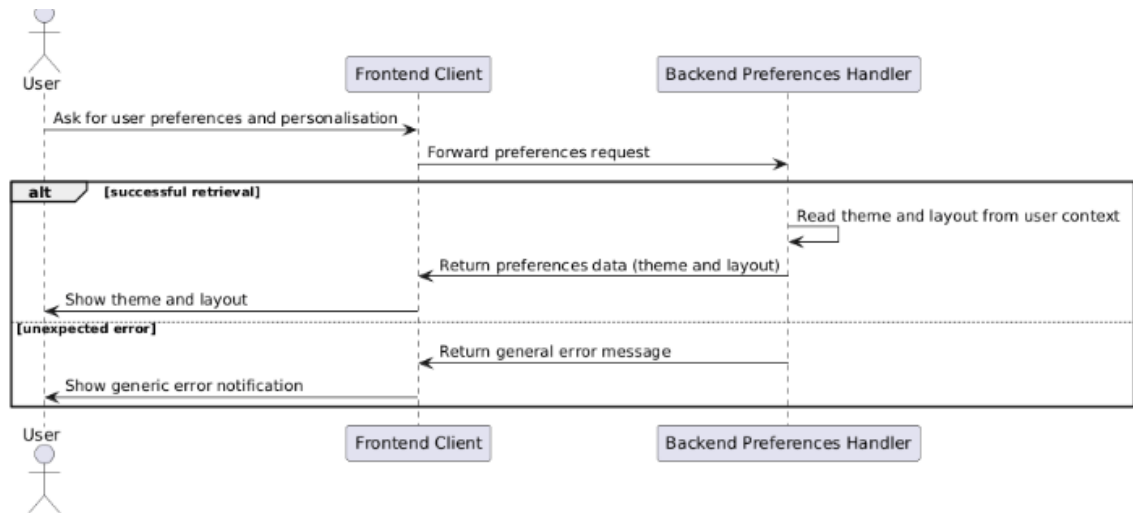 User
Frontend Client
Backend Preferences Handler
Ask for user preferences and personalisation
Forward preferences request
alt
[successful retrieval]
Read theme and layout from user context
Return preferences data (theme and layout)
Show theme and layout
[unexpected error]
Return general error message
Show generic error notification
User
Frontend Client
Backend Preferences Handler